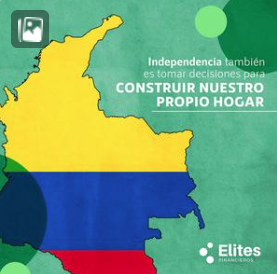 Independencia también
es tomar decisiones para
CONSTRUIR NUESTRO
PROPIO HOGAR
Elites
FINANCIEROS